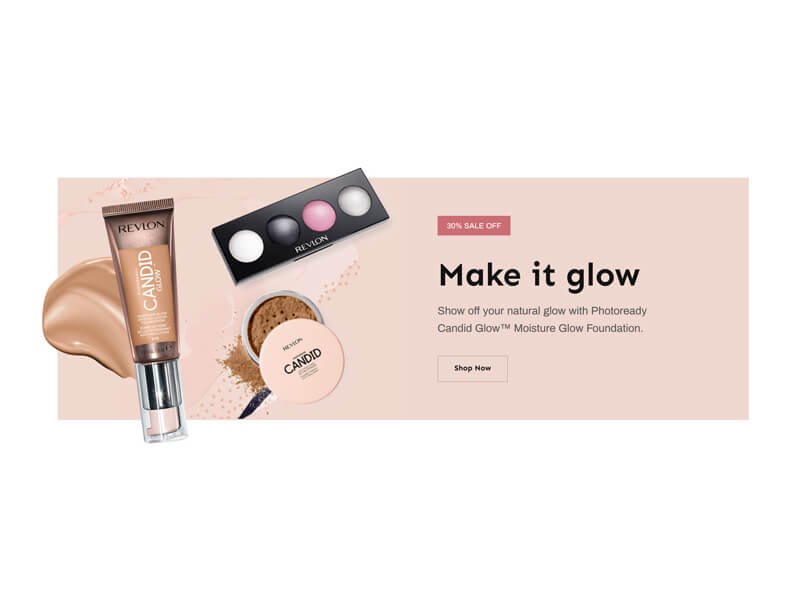 REVLON
CANDID
GLOW
REVLON
REVLON
CANDID
30% SALE OFF
Make it glow
Show off your natural glow with Photoready
Candid Glow™ Moisture Glow Foundation.
Shop Now